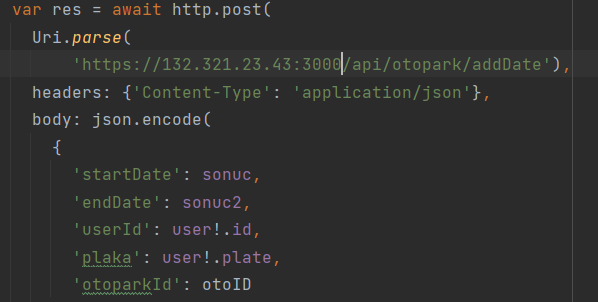 var res = await http.post(
Uri.parse(
'https://132.321.23.43:3000/api/otopark/addDate'),
headers: {'Content-Type': 'application/json'},
body: json.encode(
{
'startDate': sonuc,
'endDate': sonuc2,
'userId': user!.id,
'plaka': user!.plate,
'otoparkId': otoID